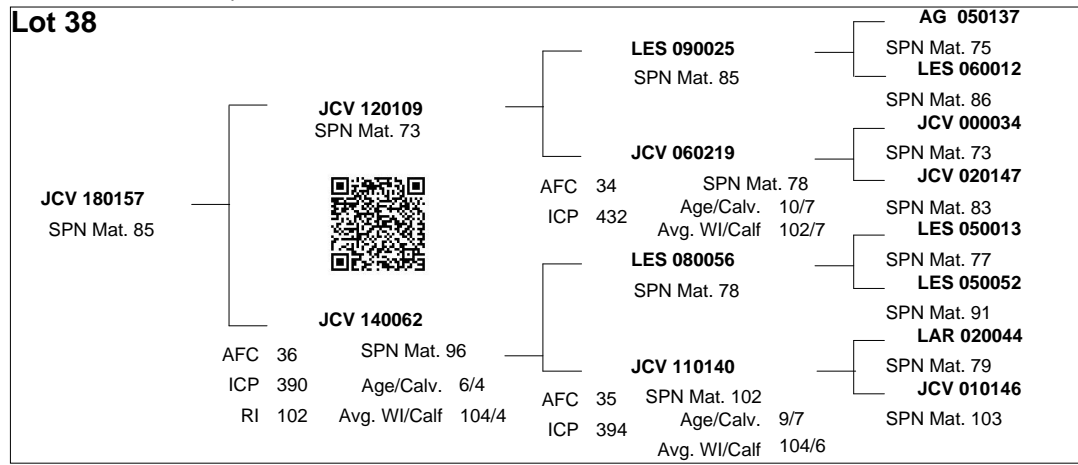 Lot 38
AG 050137
LES 090025
SPN Mat. 75
SPN Mat. 85
LES 060012
JCV 120109
SPN Mat. 86
SPN Mat. 73
JCV 000034
JCV 060219
SPN Mat. 73
AFC 34 SPN Mat. 78
JCV 020147
JCV 180157
ICP 432 Age/Calv. 10/7
SPN Mat. 83
SPN Mat. 85
Avg. WI/Calf 102/7
LES 050013
LES 080056
SPN Mat. 77
SPN Mat. 78
LES 050052
JCV 140062
SPN Mat. 91
AFC 36 SPN Mat. 96
LAR 020044
JCV 110140
SPN Mat. 79
ICP 390 Age/Calv. 6/4
AFC 35 SPN Mat. 102
JCV 010146
RI 102 Avg. WI/Calf 104/4
ICP 394 Age/Calv. 9/7
SPN Mat. 103
Avg. WI/Calf 104/6